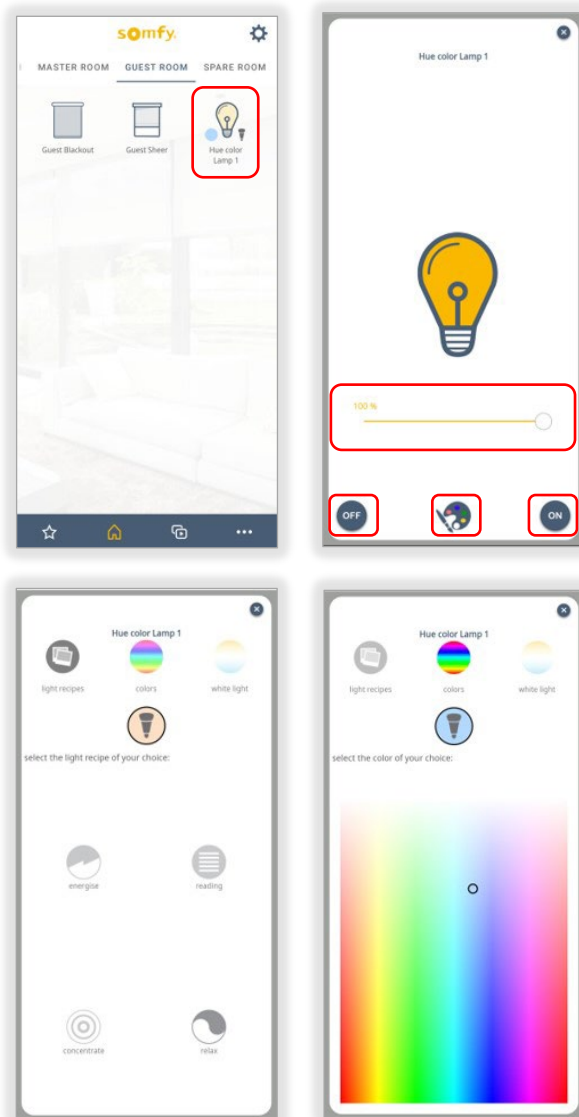 somfy.
MASTER ROOM GUEST ROOM SPARE ROOM
Guest Blackout
Guest Sheer
Hue color
Lamp 1
Hue color Lamp 1
100 %
OFF
ON
Hue color Lamp 1
light recipes
colors
white light
select the light recipe of your choice:
energise
reading
concentrate
relax
Hue color Lamp 1
light recipes
colors
white light
select the color of your choice: